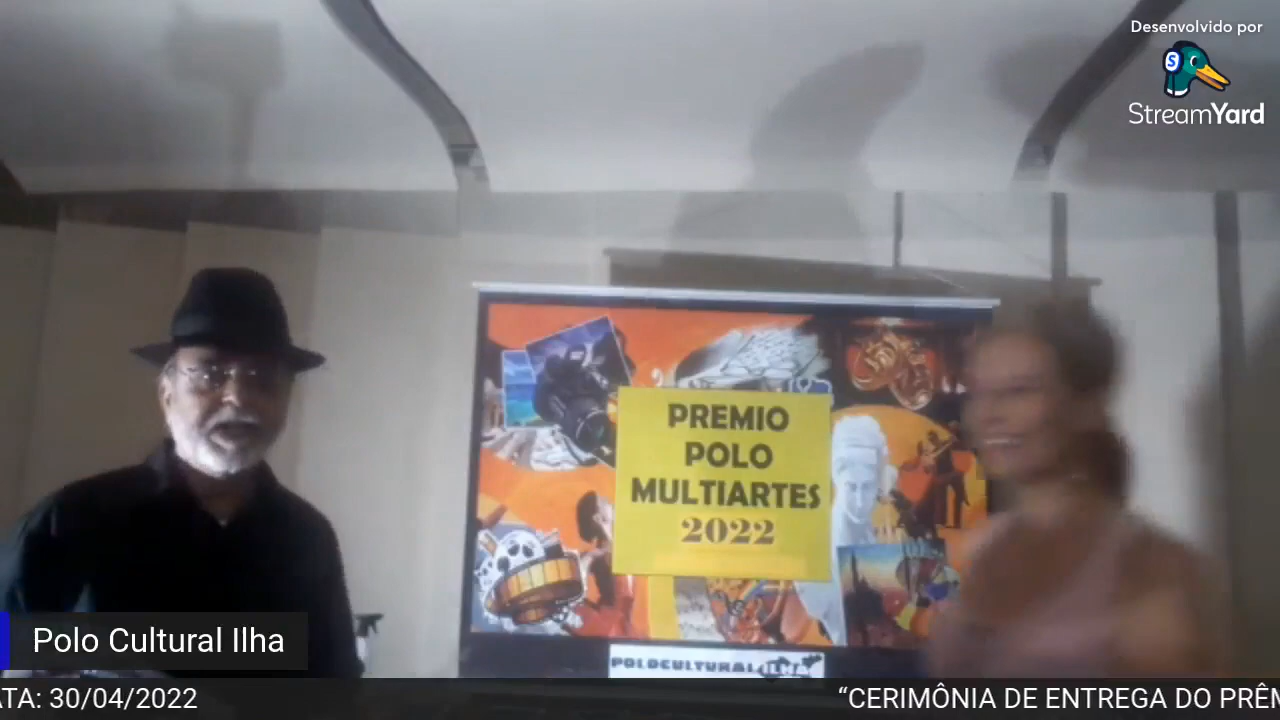 Desenvolvido por
StreamYard
PREMIO
POLO
MULTIARTES
2022
POLOCULTURAL ILHA
Polo Cultural Ilha
ATA: 30/04/2022
“CERIMÔNIA DE ENTREGA DO PRÊM